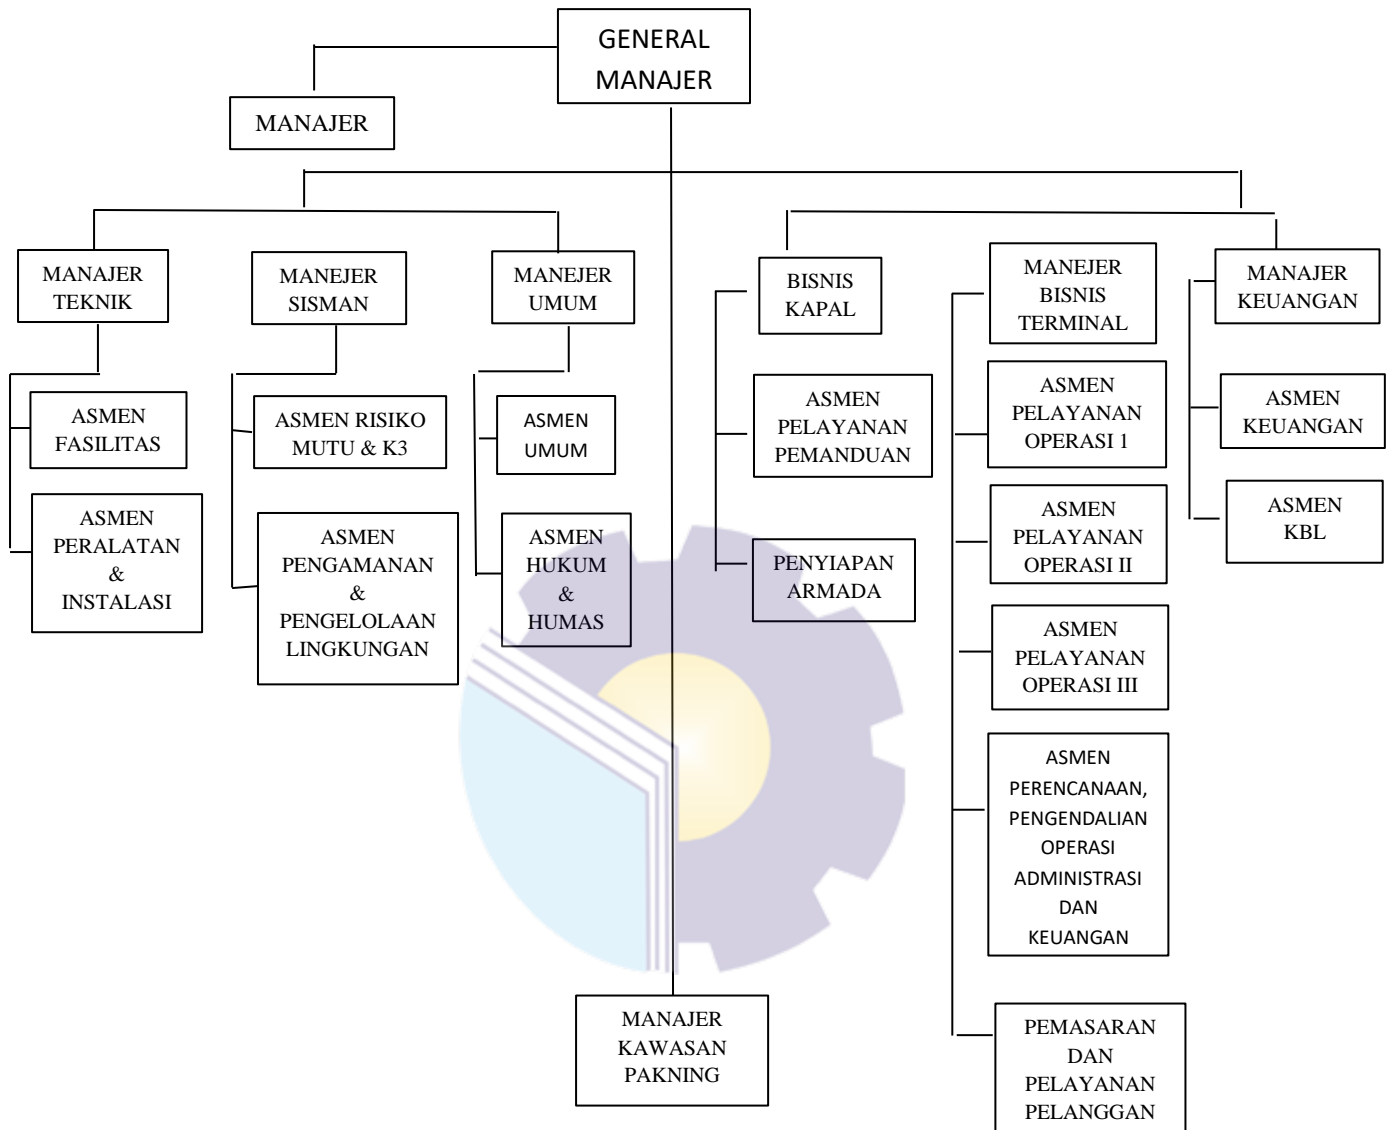 GENERAL
MANAJER
MANAJER
MANAJER
TEKNIK
MANEJER
SISMAN
MANEJER
UMUM
BISNIS
KAPAL
MANEJER
BISNIS
TERMINAL
MANAJER
KEUANGAN
ASMEN
FASILITAS
ASMEN RISIKO
MUTU & K3
ASMEN
UMUM
ASMEN
PELAYANAN
PEMANDUAN
ASMEN
PELAYANAN
OPERASI 1
ASMEN
KEUANGAN
ASMEN
PERALATAN
&
INSTALASI
ASMEN
PENGAMANAN
&
PENGELOLAAN
LINGKUNGAN
ASMEN
HUKUM
&
HUMAS
PENYIAPAN
ARMADA
ASMEN
PELAYANAN
OPERASI II
ASMEN
KBL
ASMEN
PELAYANAN
OPERASI III
ASMEN
PERENCANAAN,
PENGENDALIAN
OPERASI
ADMINISTRASI
DAN
KEUANGAN
MANAJER
KAWASAN
PAKNING
PEMASARAN
DAN
PELAYANAN
PELANGGAN